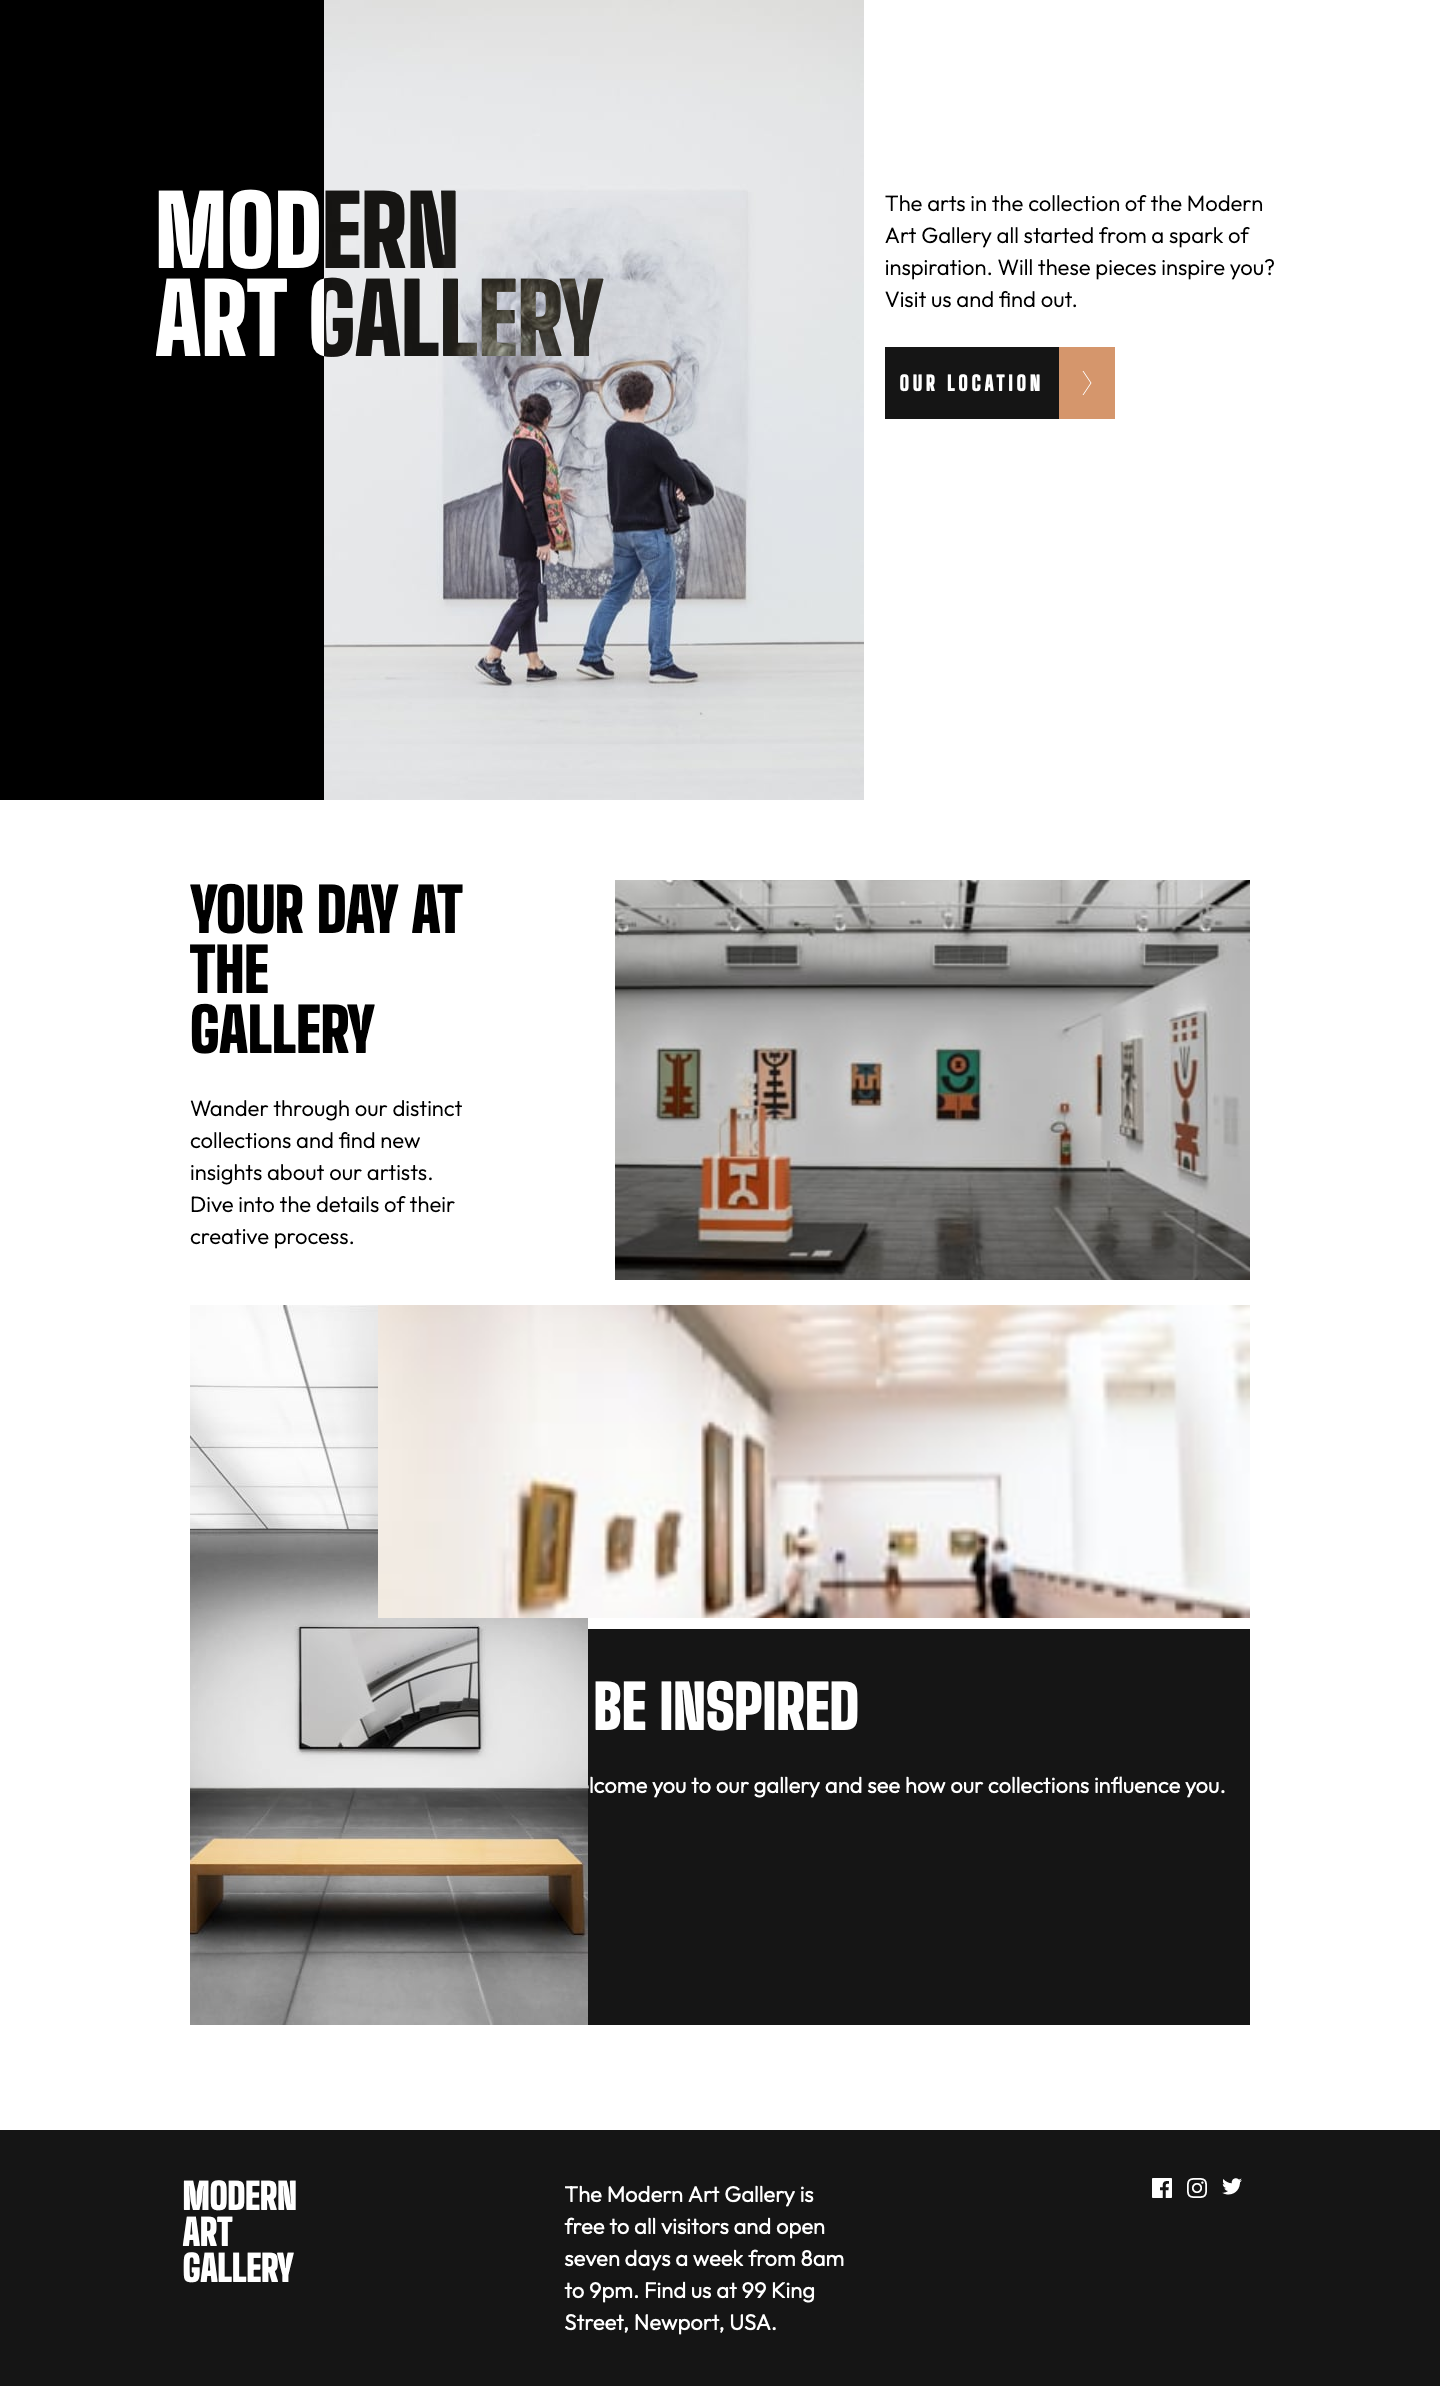 MODERN
ART GALLERY
The arts in the collection of the Modern
Art Gallery all started from a spark of
inspiration. Will these pieces inspire you?
Visit us and find out.
OUR LOCATION
YOUR DAY AT
THE
GALLERY
Wander through our distinct
collections and find new
insights about our artists.
Dive into the details of their
creative process.
BE INSPIRED
lcome you to our gallery and see how our collections influence you.
MODERN
ART
GALLERY
The Modern Art Gallery is
free to all visitors and open
seven days a week from 8am
to 9pm. Find us at 99 King
Street, Newport, USA.